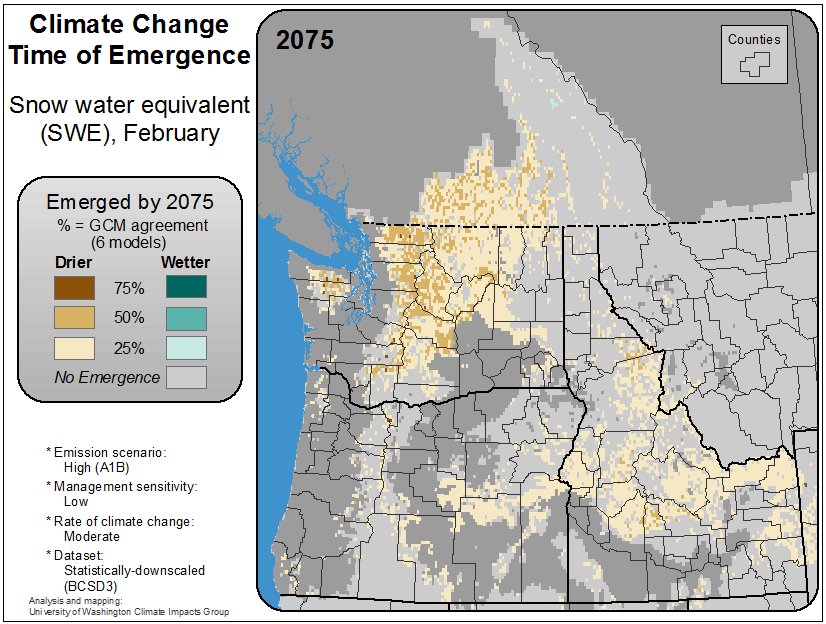 Climate Change
Time of Emergence
Snow water equivalent
(SWE), February
Emerged by 2075
% = GCM agreement
(6 models)
Drier Wetter
75%
50%
25%
No Emergence
* Emission scenario:
High (A1B)
* Management sensitivity:
Low
* Rate of climate change:
Moderate
* Dataset:
Statistically-downscaled
(BCSD3)
Analysis and mapping:
University of Washington Climate Impacts Group
2075
Counties